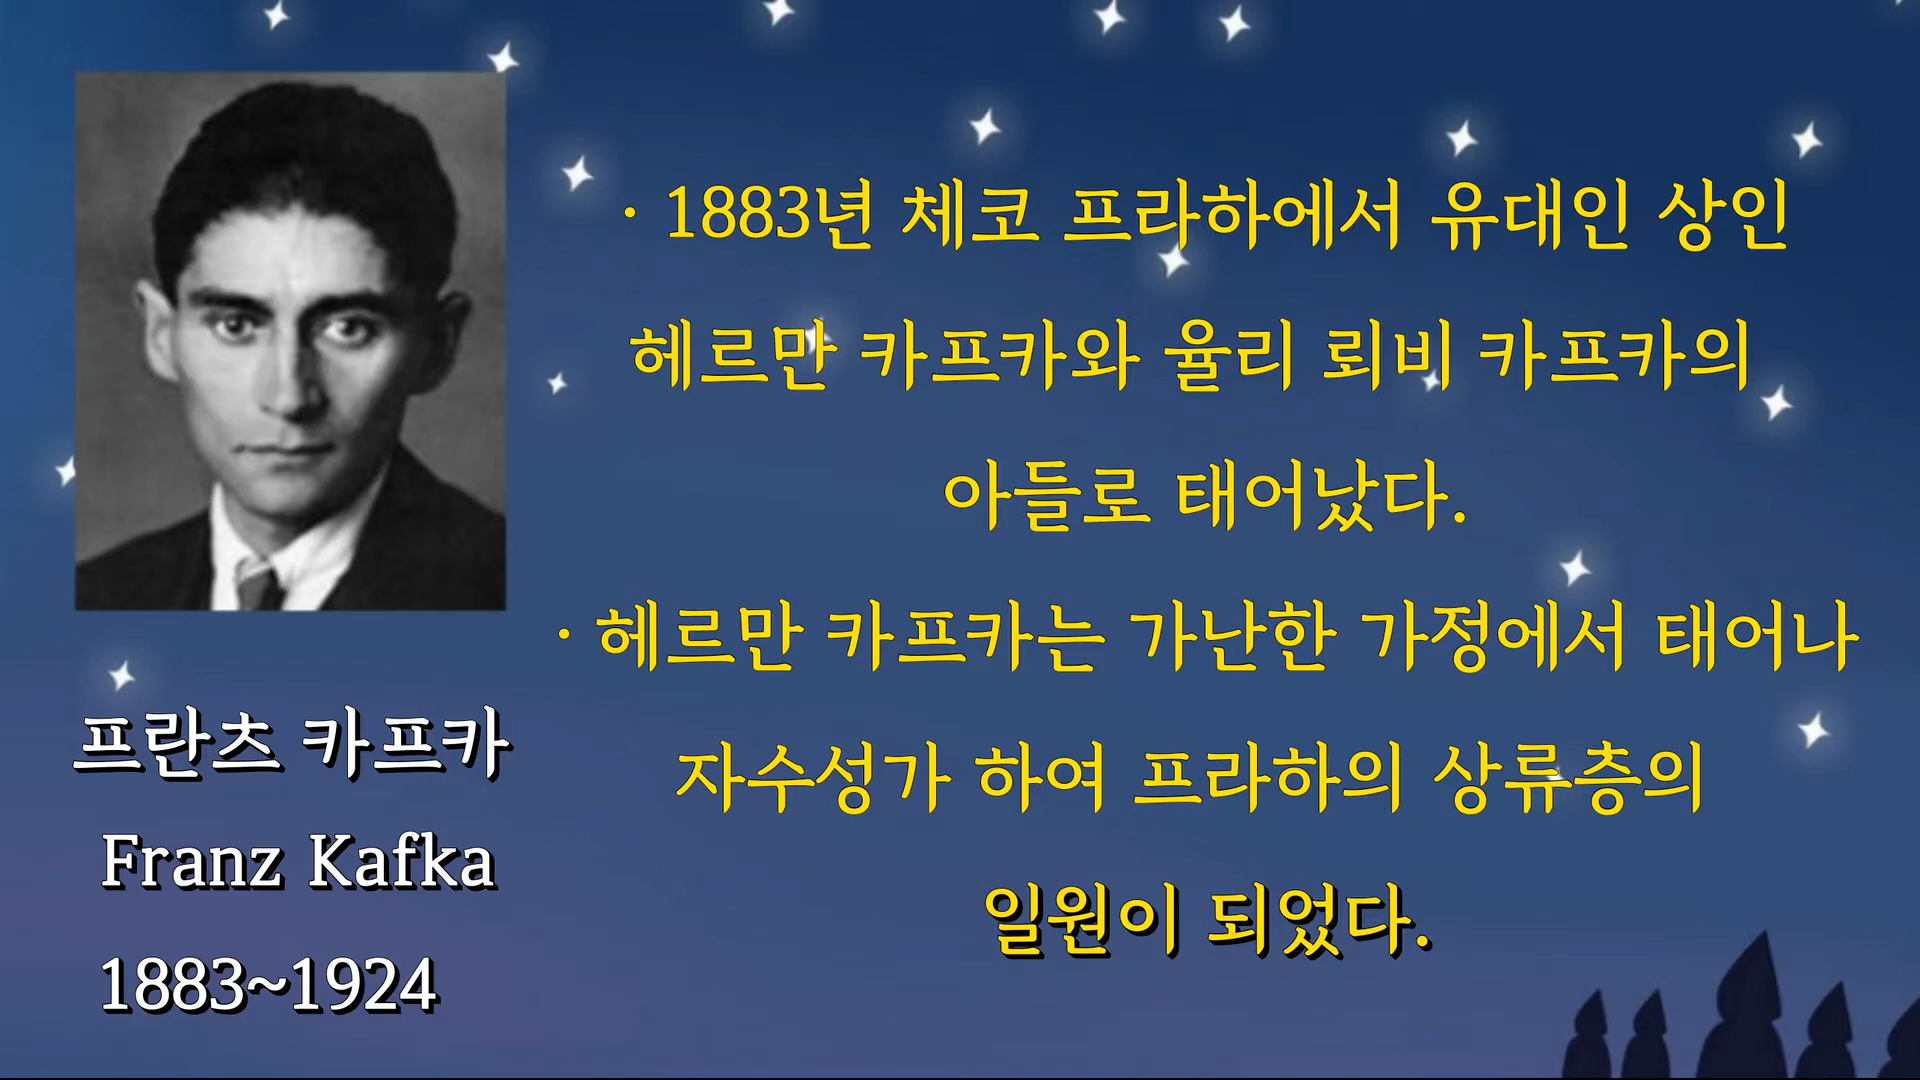 · 1883년 체코 프라하에서 유대인 상인
헤르만 카프카와 율리 뢰비 카프카의
아들로 태어났다.
· 헤르만 카프카는 가난한 가정에서 태어나
자수성가 하여 프라하의 상류층의
일원이 되었다.
프란츠 카프카
Franz Kafka
1883~1924